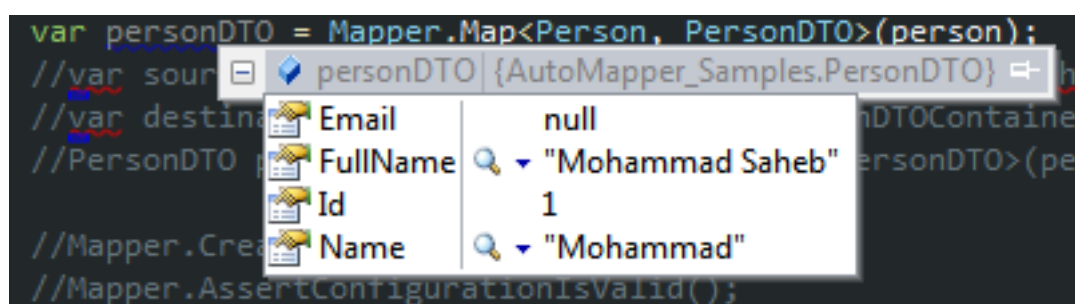 var personDTO = Mapper.Map<Person, PersonDTO>(person);
//var sour personDTO {AutoMapper_Samples.PersonDTO}
//var destina Email null nDTOContaine
//PersonDTO FullName "Mohammad Saheb" ersonDTO>(pe
Id 1
//Mapper.Crea Name "Mohammad"
//Mapper.AssertConfigurationIsValid();